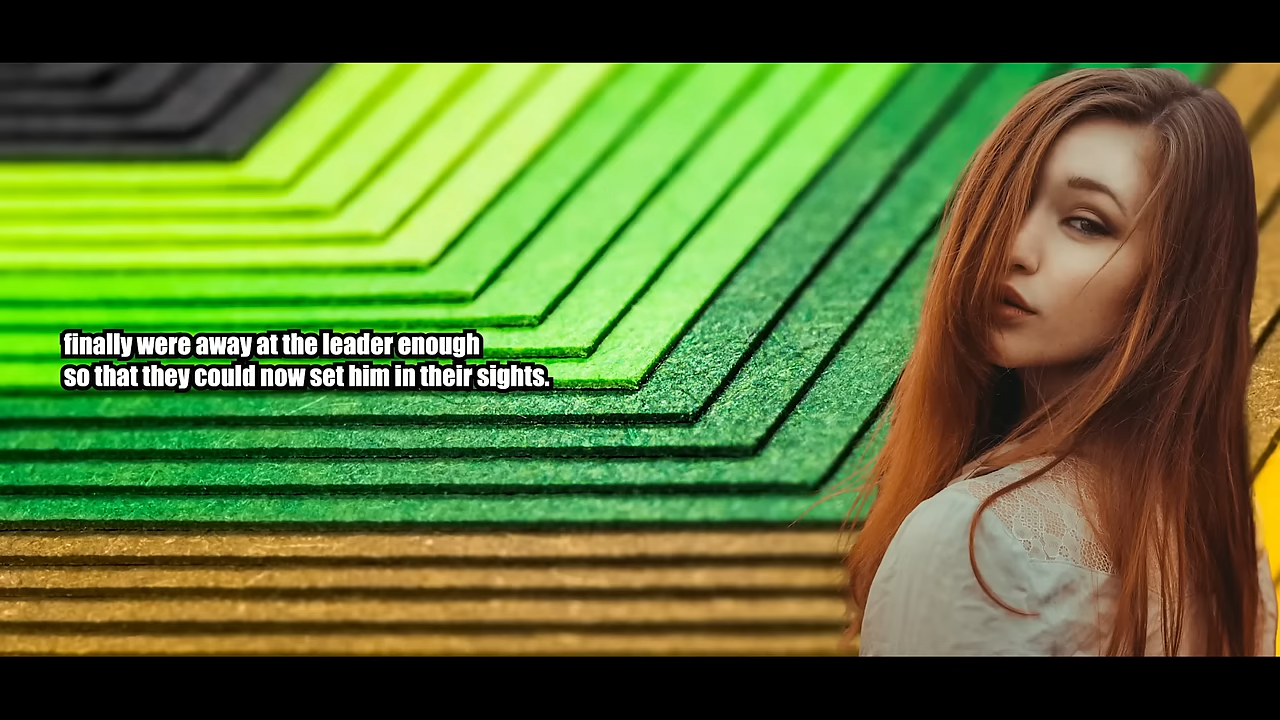 finally were away at the leader enough
so that they could now set him in their sights.